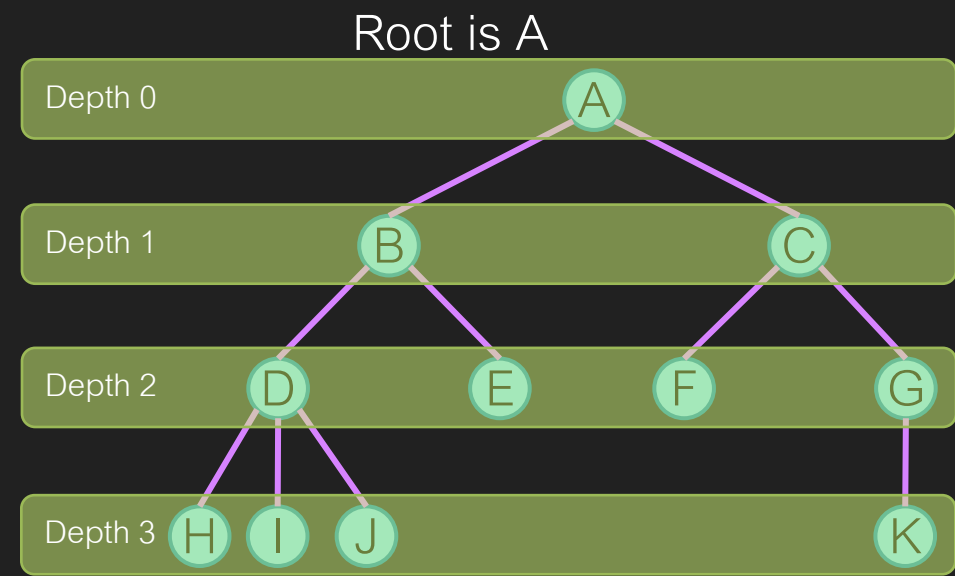 Root is A
Depth 0 A
Depth 1 B C
Depth 2 D E F G
Depth 3 H I J K